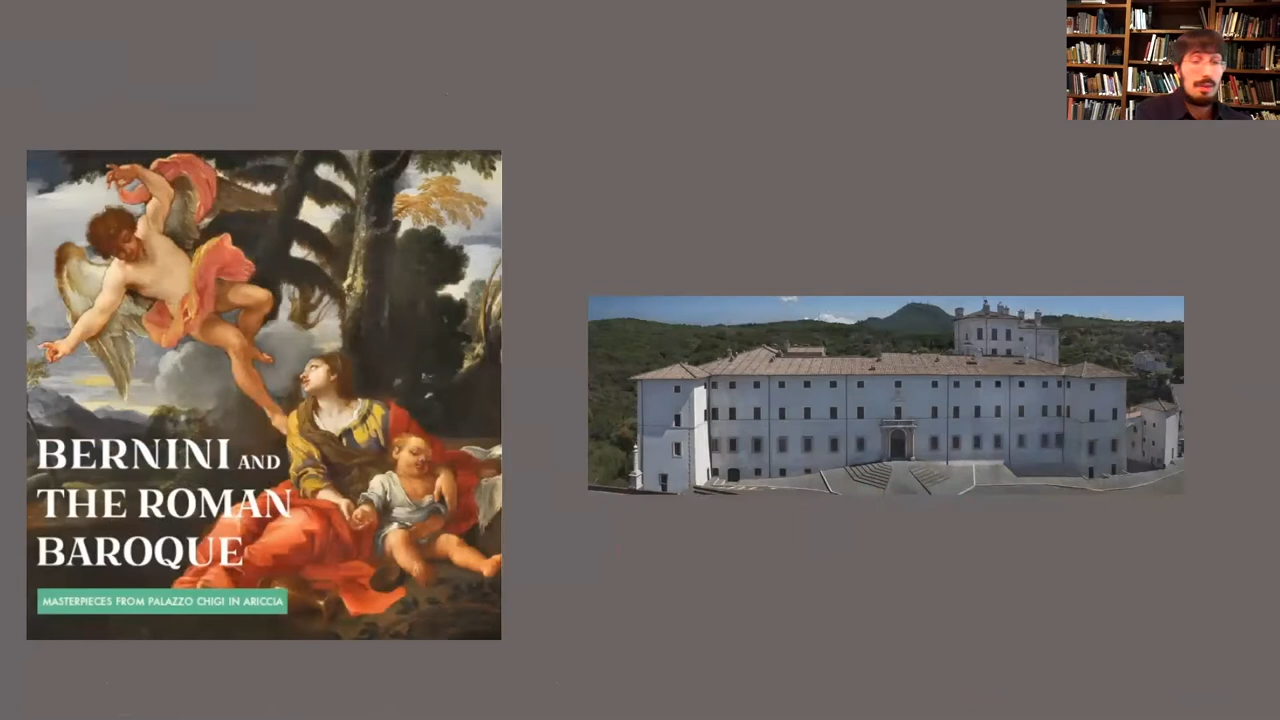 BERNINI AND
THE ROMAN
BAROQUE
MASTERPIECES FROM PALAZZO CHIGI IN ARICCIA